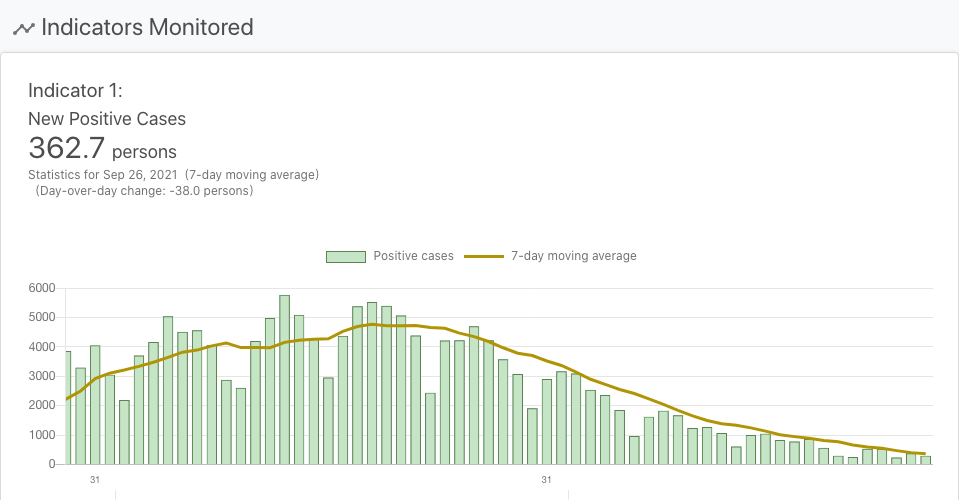 Indicators Monitored
Indicator 1:
New Positive Cases
362.7 persons
Statistics for Sep 26, 2021 (7-day moving average)
(Day-over-day change: -38.0 persons)
Positive cases 7-day moving average
6000
5000
4000
3000
2000
1000
0
31 31